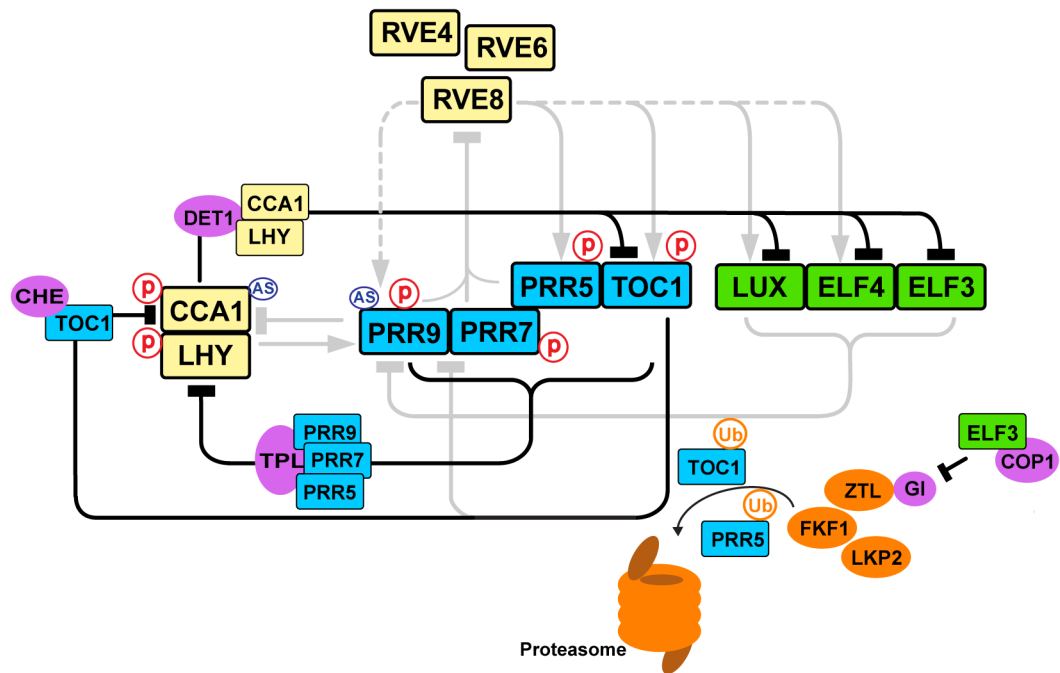 RVE4
RVE6
RVE8
CCA1
DET1
LHY
p
p
CHE
p
AS
AS
p
PRR5
TOC1
LUX
ELF4
ELF3
TOC1
CCA1
PRR9
PRR7
p
LHY
p
PRR9
TPL
PRR7
PRR5
Ub
TOC1
ELF3
COP1
ZTL
GI
Ub
FKF1
PRR5
LKP2
Proteasome